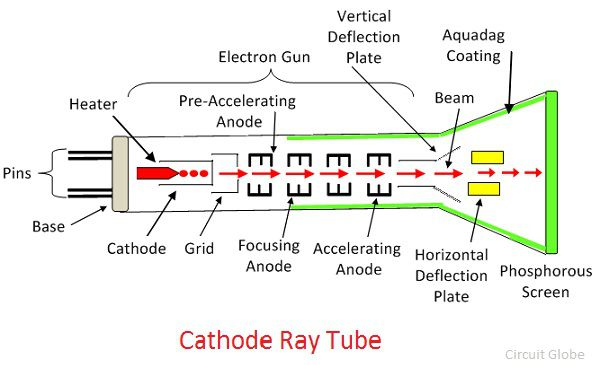 Vertical
Deflection
Plate
Aquadag
Coating
Electron Gun
Heater
Pre-Accelerating
Anode
Beam
Pins
Base
Cathode
Grid
Focusing
Anode
Accelerating
Anode
Horizontal
Deflection
Plate
Phosphorous
Screen
Cathode Ray Tube
Circuit Globe